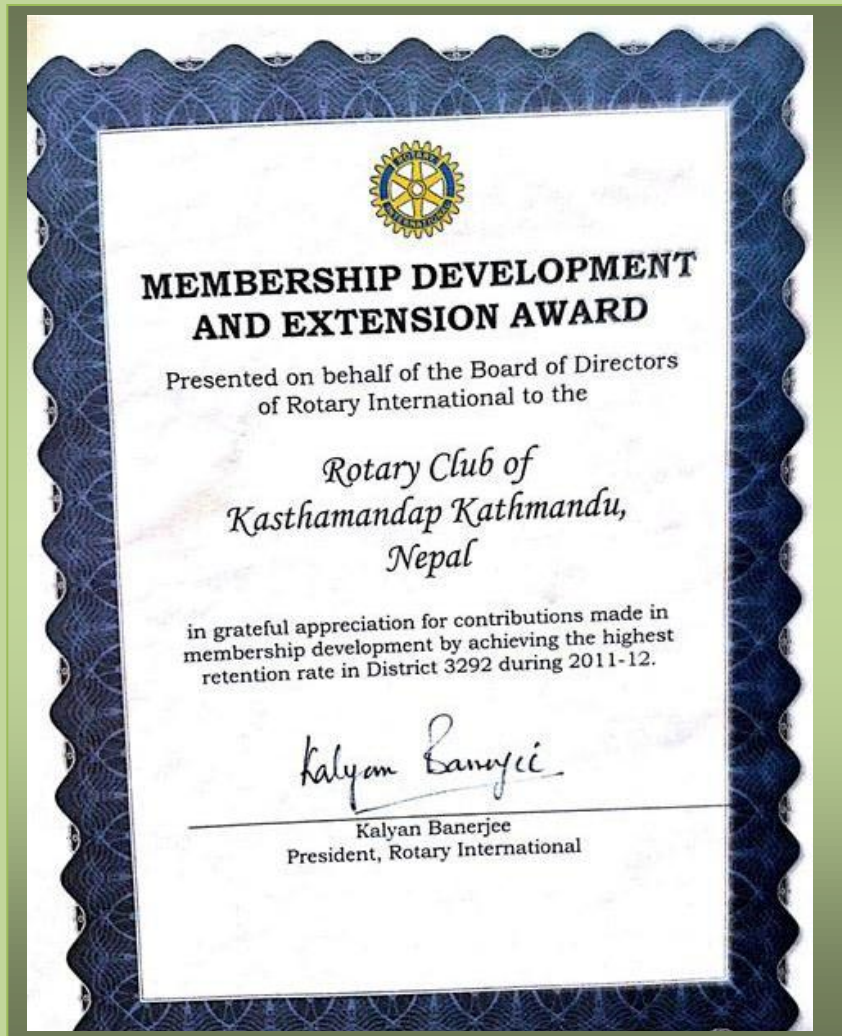 ROTARY
INTERNATIONAL
MEMBERSHIP DEVELOPMENT
AND EXTENSION AWARD
Presented on behalf of the Board of Directors
of Rotary International to the
Rotary Club of
Kasthamandap Kathmandu,
Nepal
in grateful appreciation for contributions made in
membership development by achieving the highest
retention rate in District 3292 during 2011-12.
Kalyan Banerjee
Kalyan Banerjee
President, Rotary International